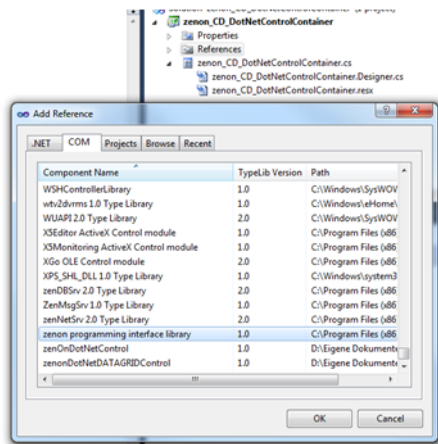 zenon_CD_DotNetControlContainer
Properties
References
zenon_CD_DotNetControlContainer.cs
zenon_CD_DotNetControlContainer.Designer.cs
zenon_CD_DotNetControlContainer.resx
Add Reference
.NET COM Projects Browse Recent
Component Name TypeLib Version Path
WSHControllerLibrary 1.0 C:\Windows\SysWOV
wtv2dvrms 1.0 Type Library 1.0 C:\Windows\eHome\
WUAPI 2.0 Type Library 2.0 C:\Windows\SysWOV
X5Editor ActiveX Control module 1.0 C:\Program Files (x86
X5Monitoring ActiveX Control module 1.0 C:\Program Files (x86
XGo OLE Control module 2.0 C:\Program Files (x86
XPS_SHL_DLL 1.0 Type Library 1.0 C:\Windows\system3
zenDBSrv 2.0 Type Library 2.0 C:\Program Files (x86
ZenMsgSrv 1.0 Type Library 1.0 C:\Program Files (x86
zenNetSrv 2.0 Type Library 2.0 C:\Program Files (x86
zenon programming interface library 1.0 C:\Program Files (x86
zenOnDotNetControl 1.0 D:\Eigene Dokumente
zenonDotNetDATAGRIDControl 1.0 D:\Eigene Dokumente
OK Cancel